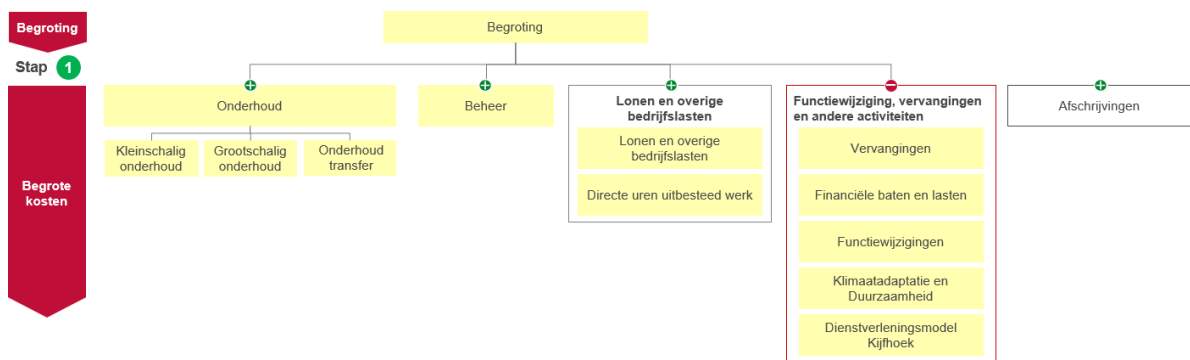 Begroting
Begroting
Stap 1
Onderhoud
Beheer
Lonen en overige
bedrijfslasten
Functiewijziging, vervangingen
en andere activiteiten
Afschrijvingen
Kleinschalig
onderhoud
Grootschalig
onderhoud
Onderhoud
transfer
Lonen en overige
bedrijfslasten
Vervangingen
Begrote
kosten
Directe uren uitbesteed werk
Financiële baten en lasten
Functiewijzigingen
Klimaatadaptatie en
Duurzaamheid
Dienstverleningsmodel
Kijfhoek